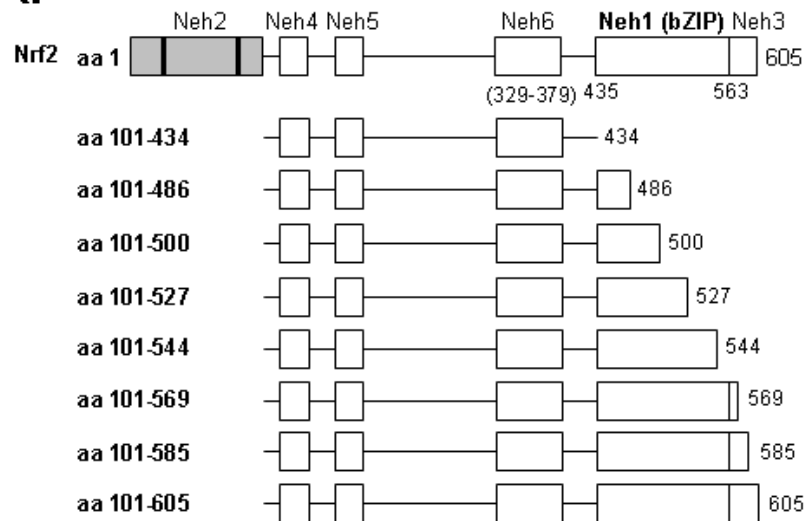 Neh2 Neh4 Neh5 Neh6 Neh1 (bZIP) Neh3
Nrf2 aa 1 605
(329-379) 435 563
aa 101-434 434
aa 101-486 486
aa 101-500 500
aa 101-527 527
aa 101-544 544
aa 101-569 569
aa 101-585 585
aa 101-605 605